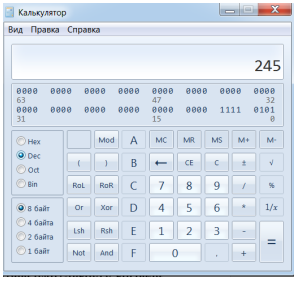 Калькулятор
Вид Правка Справка
245
0000 0000 0000 0000 0000 0000 0000 0000
63 47 32
0000 0000 0000 0000 0000 0000 1111 0101
31 15 0
Hex Mod A MC MR MS M+ M-
Dec ( ) B ← CE C ± √
Oct
Bin RoL RoR C 7 8 9 / %
8 байт Or Xor D 4 5 6 * 1/x
4 байта
2 байта Lsh Rsh E 1 2 3 - =
1 байт Not And F 0 , +